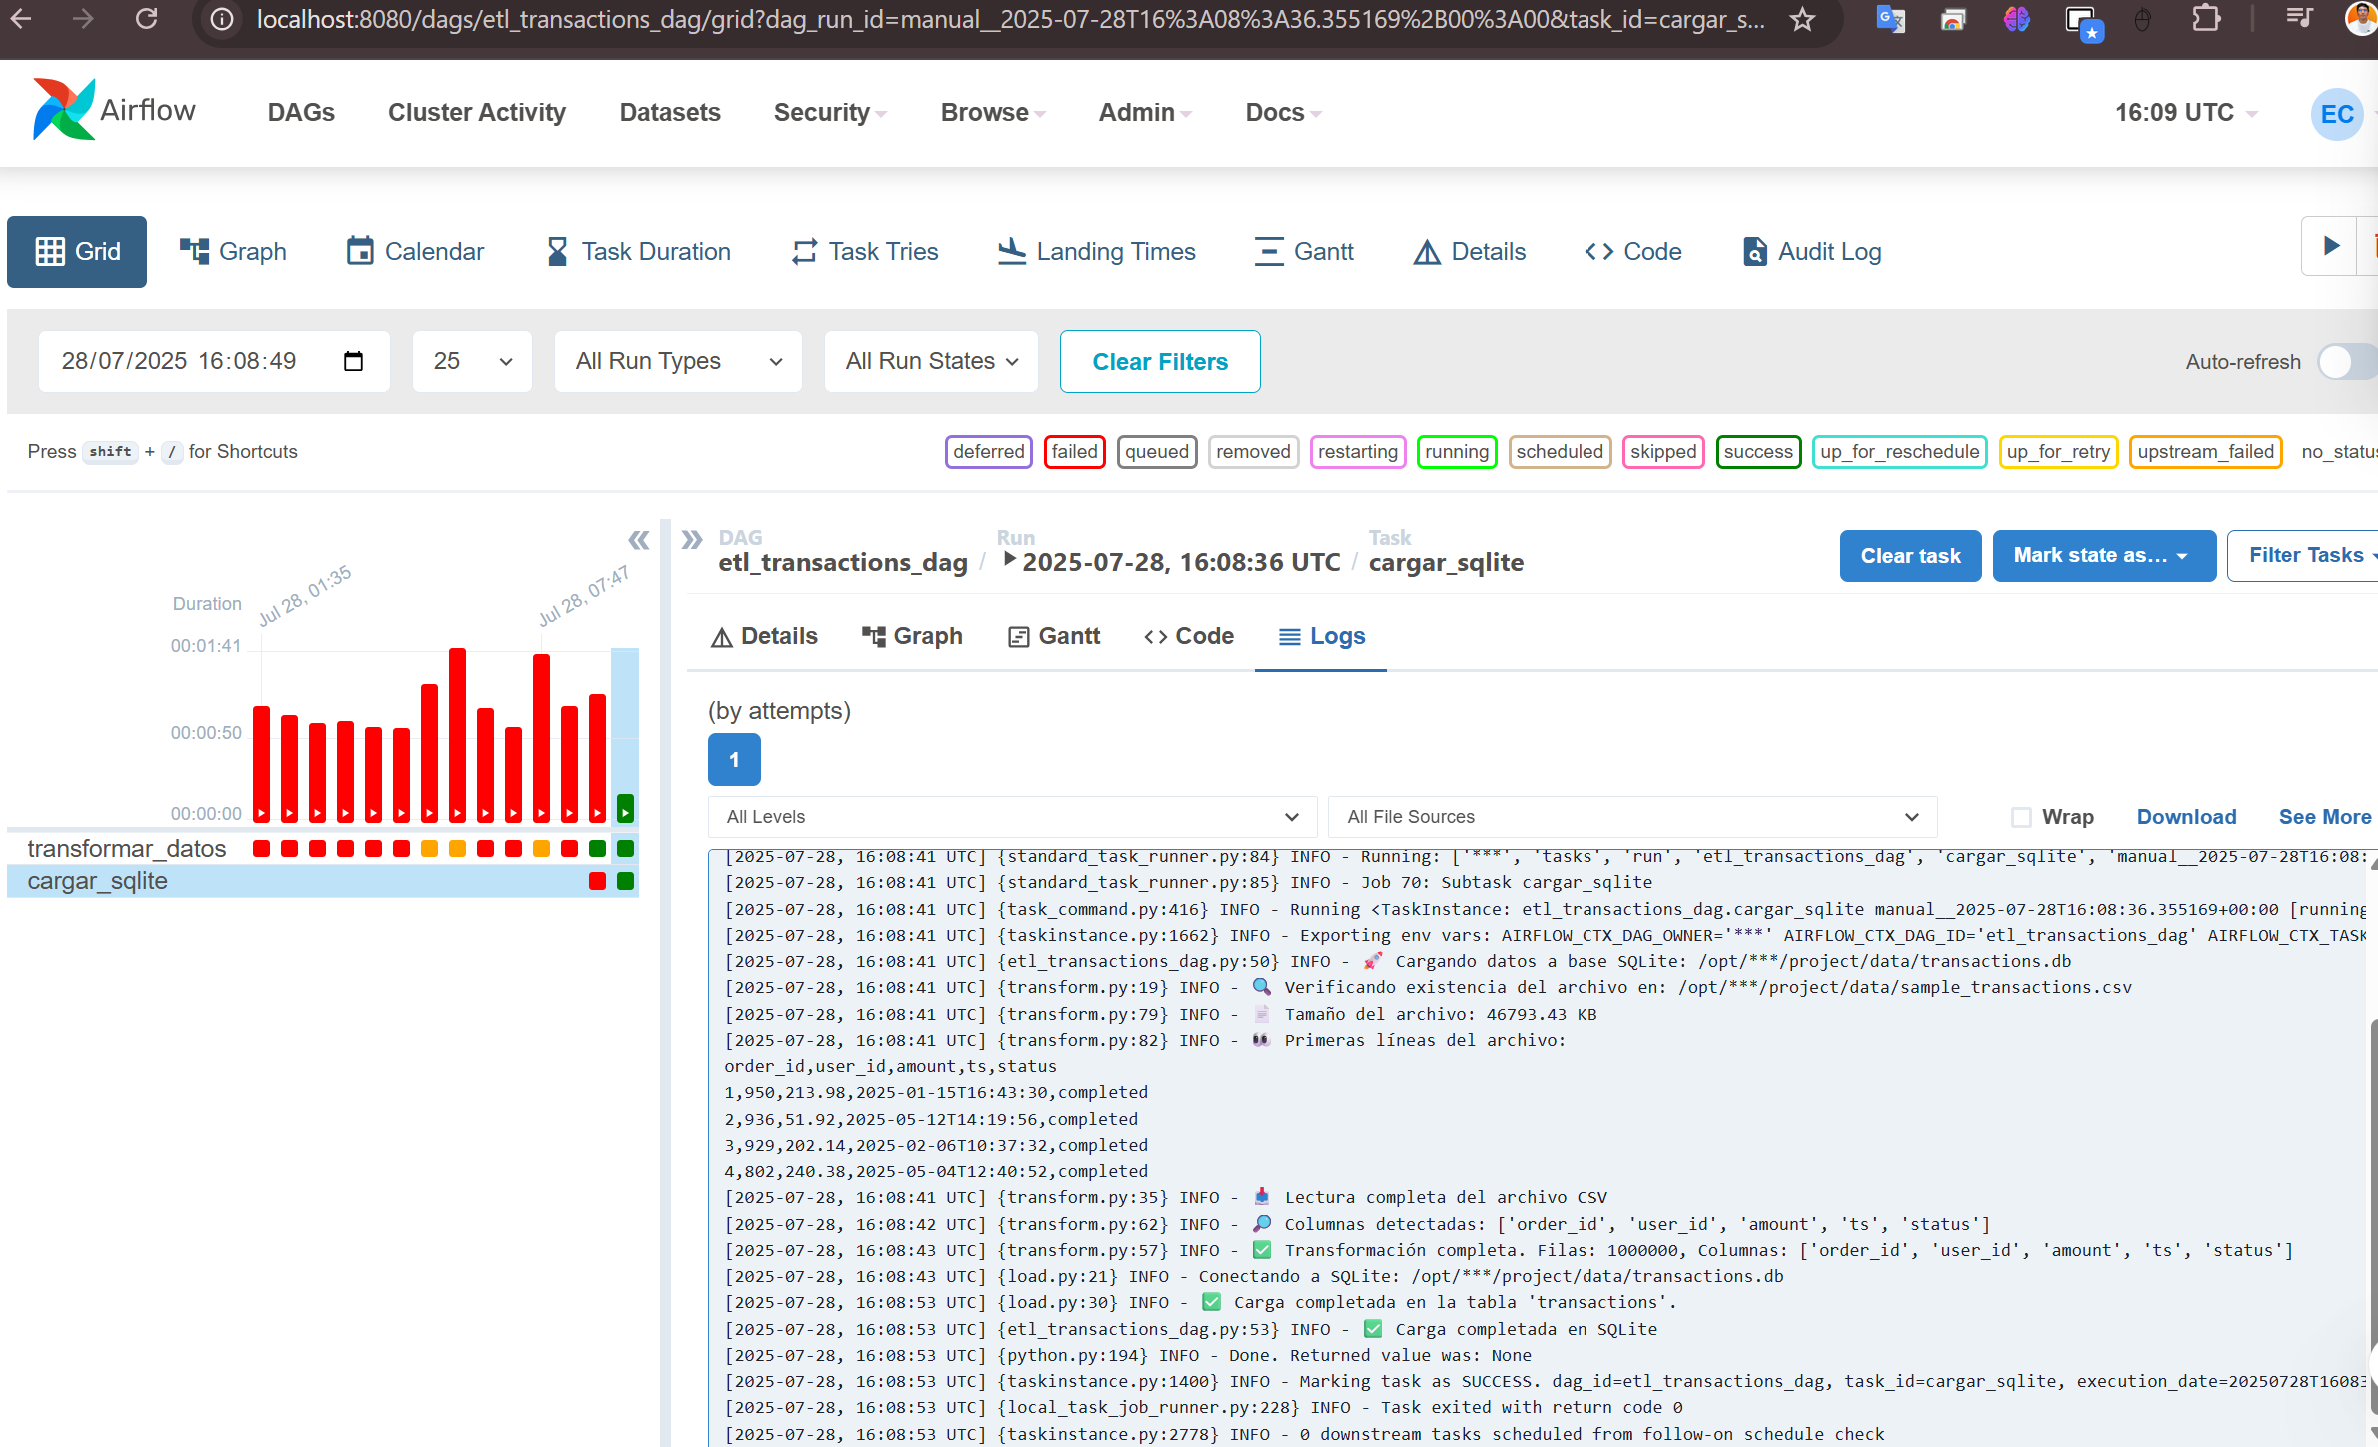 localhost:8080/dags/etl_transactions_dag/grid?dag_run_id=manual__2025-07-28T16%3A08%3A36.355169%2B00%3A00&task_id=cargar_s...
Airflow DAGs Cluster Activity Datasets Security Browse Admin Docs 16:09 UTC EC
Grid Graph Calendar Task Duration Task Tries Landing Times Gantt Details Code Audit Log
28/07/2025 16:08:49 25 All Run Types All Run States Clear Filters Auto-refresh
Press shift + / for Shortcuts deferred failed queued removed restarting running scheduled skipped success up_for_reschedule up_for_retry upstream_failed no_statu
DAG Run Task
etl_transactions_dag / 2025-07-28, 16:08:36 UTC / cargar_sqlite
Clear task Mark state as... Filter Tasks
Duration Jul 28, 01:35 Jul 28, 07:47
00:01:41
00:00:50
00:00:00
transformar_datos
cargar_sqlite
Details Graph Gantt Code Logs
(by attempts)
1
All Levels All File Sources Wrap Download See More
[2025-07-28, 16:08:41 UTC] {standard_task_runner.py:84} INFO - Running: ['***', 'tasks', 'run', 'etl_transactions_dag', 'cargar_sqlite', 'manual__2025-07-28T16:08:
[2025-07-28, 16:08:41 UTC] {standard_task_runner.py:85} INFO - Job 70: Subtask cargar_sqlite
[2025-07-28, 16:08:41 UTC] {task_command.py:416} INFO - Running <TaskInstance: etl_transactions_dag.cargar_sqlite manual__2025-07-28T16:08:36.355169+00:00 [running
[2025-07-28, 16:08:41 UTC] {taskinstance.py:1662} INFO - Exporting env vars: AIRFLOW_CTX_DAG_OWNER='***' AIRFLOW_CTX_DAG_ID='etl_transactions_dag' AIRFLOW_CTX_TASK
[2025-07-28, 16:08:41 UTC] {etl_transactions_dag.py:50} INFO - 🚀 Cargando datos a base SQLite: /opt/***/project/data/transactions.db
[2025-07-28, 16:08:41 UTC] {transform.py:19} INFO - 🔍 Verificando existencia del archivo en: /opt/***/project/data/sample_transactions.csv
[2025-07-28, 16:08:41 UTC] {transform.py:79} INFO - 📄 Tamaño del archivo: 46793.43 KB
[2025-07-28, 16:08:41 UTC] {transform.py:82} INFO - 👀 Primeras líneas del archivo:
order_id,user_id,amount,ts,status
1,950,213.98,2025-01-15T16:43:30,completed
2,936,51.92,2025-05-12T14:19:56,completed
3,929,202.14,2025-02-06T10:37:32,completed
4,802,240.38,2025-05-04T12:40:52,completed
[2025-07-28, 16:08:41 UTC] {transform.py:35} INFO - 📥 Lectura completa del archivo CSV
[2025-07-28, 16:08:42 UTC] {transform.py:62} INFO - 🔎 Columnas detectadas: ['order_id', 'user_id', 'amount', 'ts', 'status']
[2025-07-28, 16:08:43 UTC] {transform.py:57} INFO - ✅ Transformación completa. Filas: 1000000, Columnas: ['order_id', 'user_id', 'amount', 'ts', 'status']
[2025-07-28, 16:08:43 UTC] {load.py:21} INFO - Conectando a SQLite: /opt/***/project/data/transactions.db
[2025-07-28, 16:08:53 UTC] {load.py:30} INFO - ✅ Carga completada en la tabla 'transactions'.
[2025-07-28, 16:08:53 UTC] {etl_transactions_dag.py:53} INFO - ✅ Carga completada en SQLite
[2025-07-28, 16:08:53 UTC] {python.py:194} INFO - Done. Returned value was: None
[2025-07-28, 16:08:53 UTC] {taskinstance.py:1400} INFO - Marking task as SUCCESS. dag_id=etl_transactions_dag, task_id=cargar_sqlite, execution_date=20250728T16083
[2025-07-28, 16:08:53 UTC] {local_task_job_runner.py:228} INFO - Task exited with return code 0
[2025-07-28, 16:08:53 UTC] {taskinstance.py:2778} INFO - 0 downstream tasks scheduled from follow-on schedule check